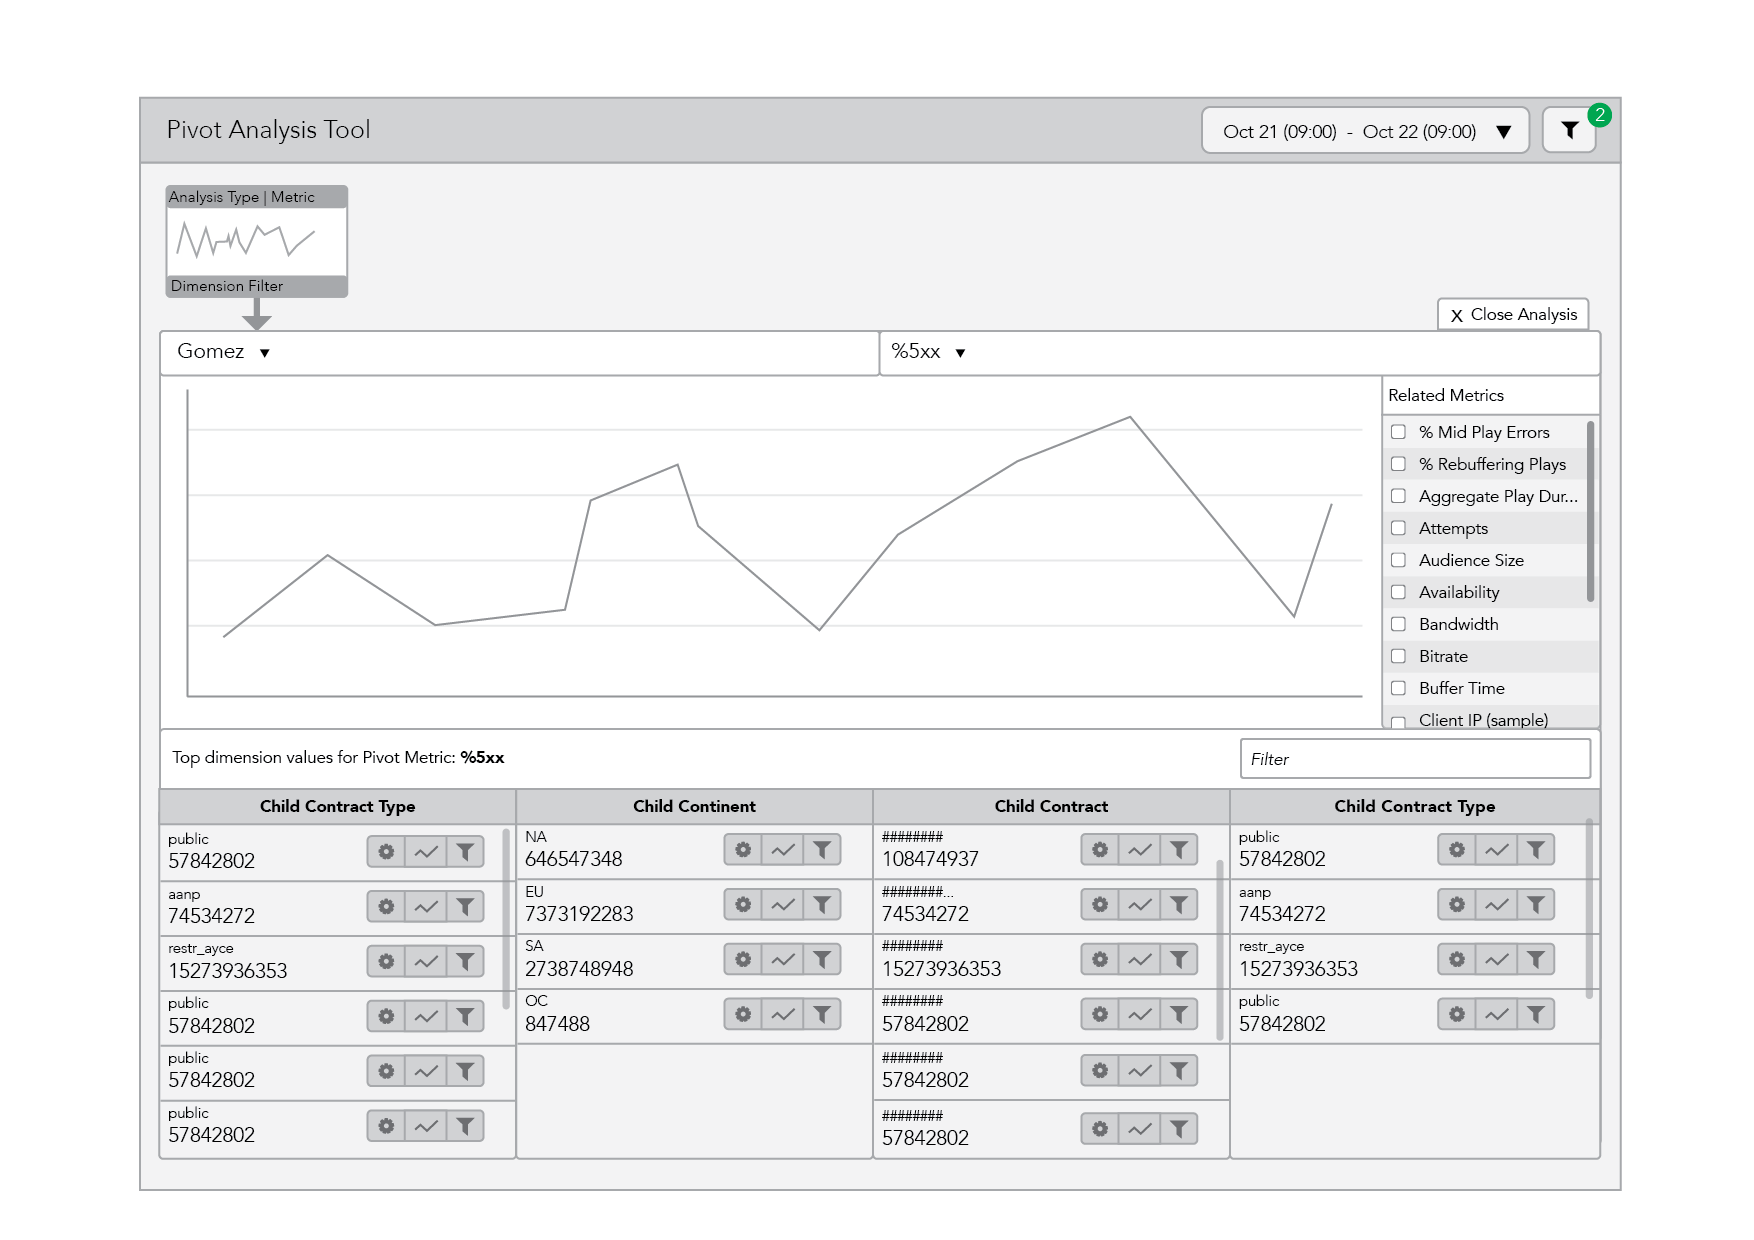 Pivot Analysis Tool
Oct 21 (09:00) - Oct 22 (09:00)
2
Analysis Type | Metric
Dimension Filter
X Close Analysis
Gomez
%5xx
Related Metrics
% Mid Play Errors
% Rebuffering Plays
Aggregate Play Dur...
Attempts
Audience Size
Availability
Bandwidth
Bitrate
Buffer Time
Client IP (sample)
Top dimension values for Pivot Metric: %5xx
Filter
Child Contract Type
public
57842802
aanp
74534272
restr_ayce
15273936353
public
57842802
public
57842802
public
57842802
Child Continent
NA
646547348
EU
7373192283
SA
2738748948
OC
847488
Child Contract
########
108474937
########...
74534272
########
15273936353
########
57842802
########
57842802
########
57842802
Child Contract Type
public
57842802
aanp
74534272
restr_ayce
15273936353
public
57842802